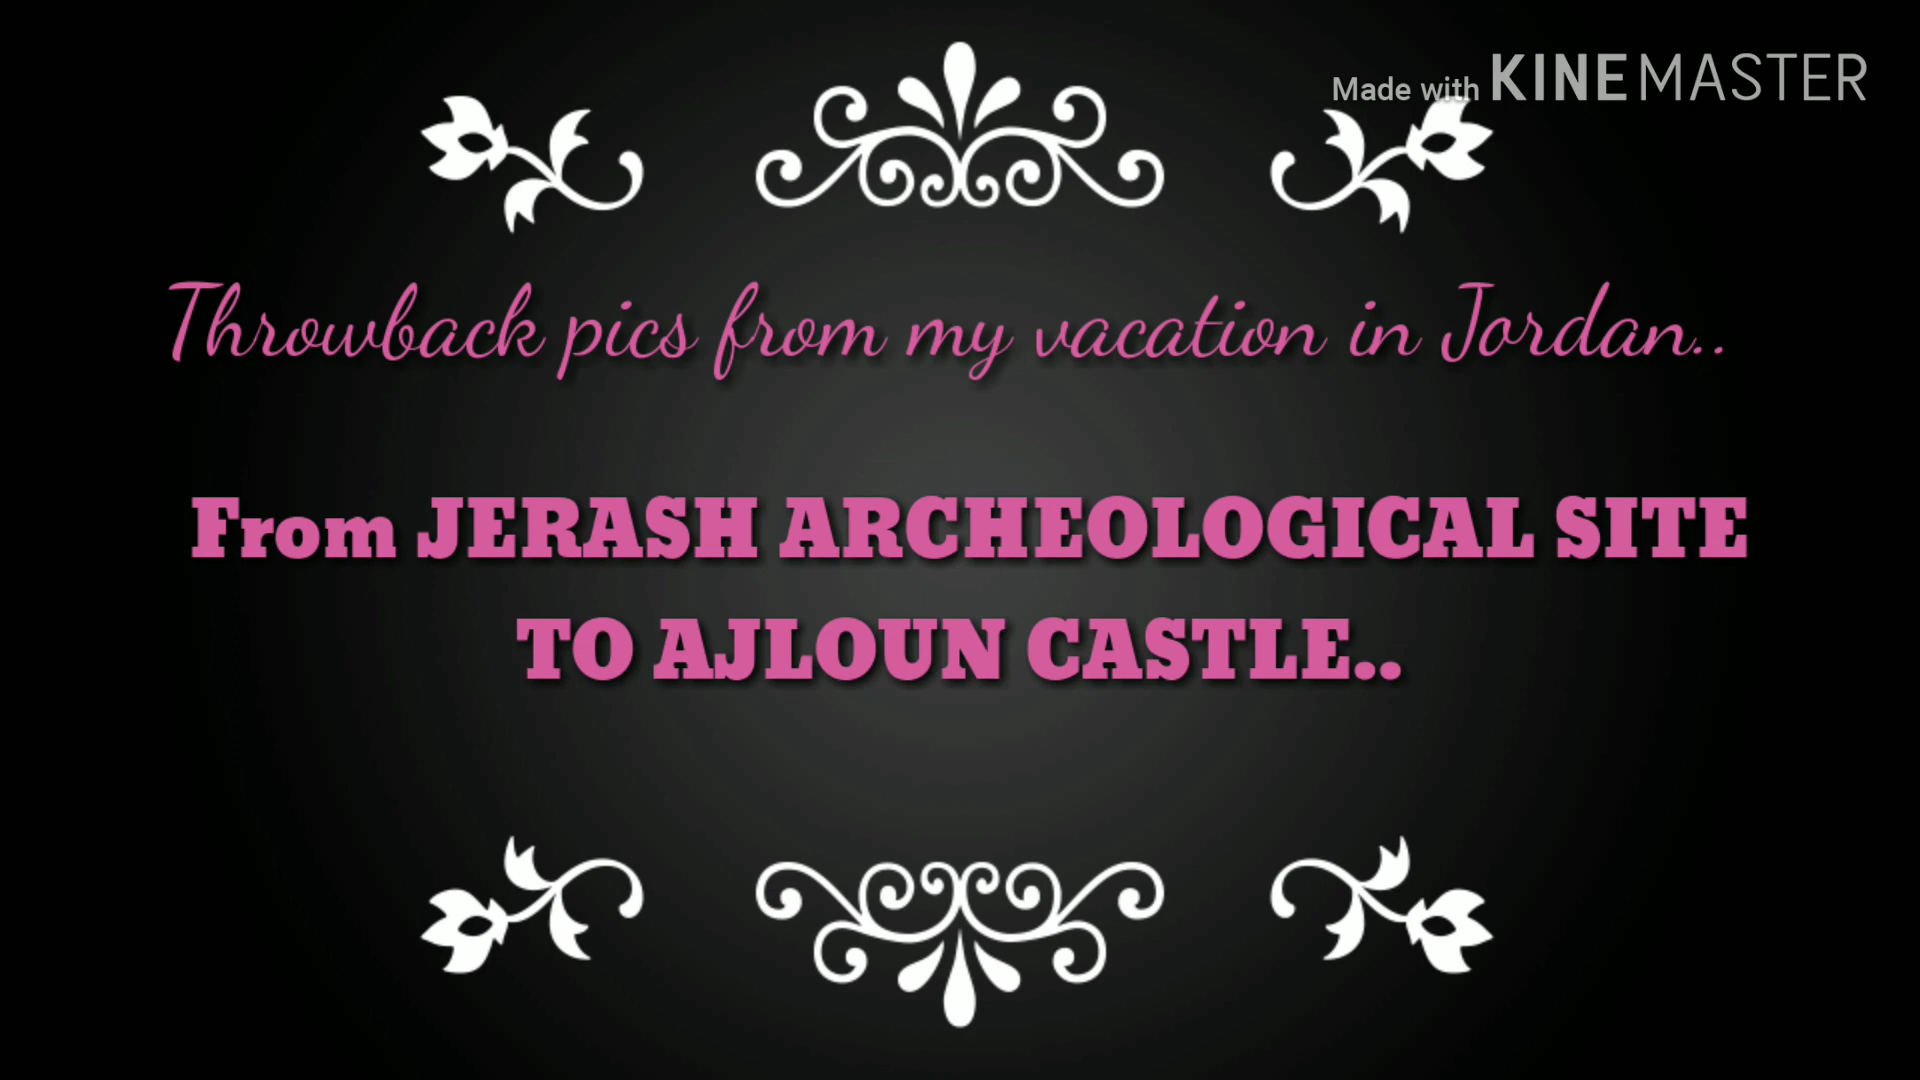 Made with KINEMASTER
Throwback pics from my vacation in Jordan..
From JERASH ARCHEOLOGICAL SITE
TO AJLOUN CASTLE..